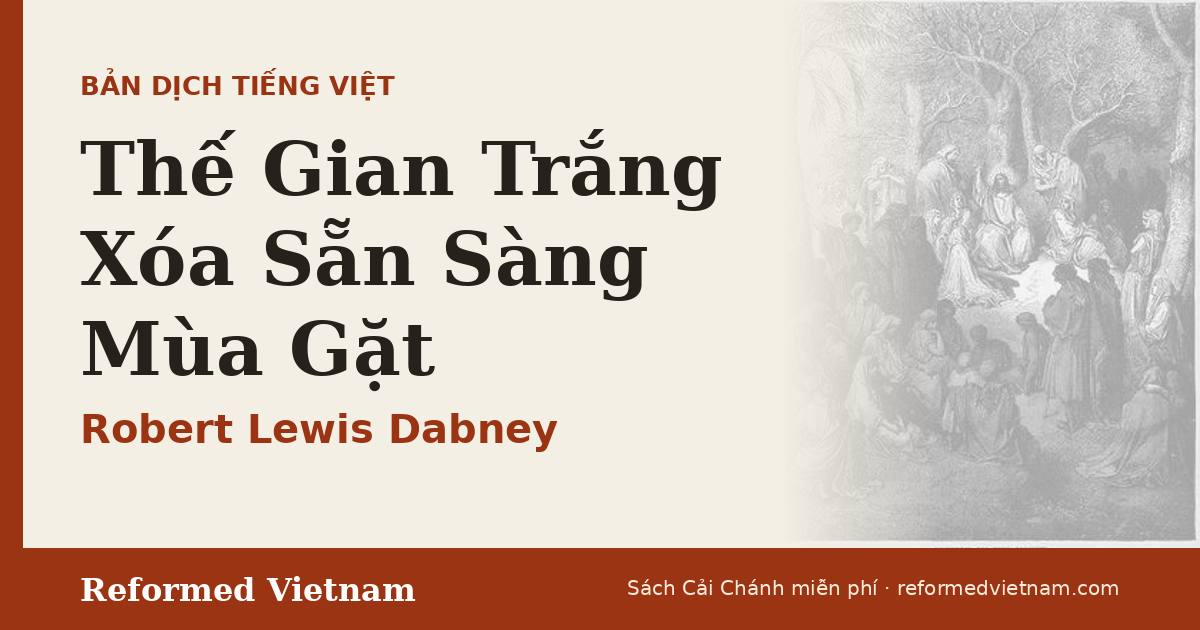 BẢN DỊCH TIẾNG VIỆT
Thế Gian Trắng
Xóa Sẵn Sàng
Mùa Gặt
Robert Lewis Dabney
Reformed Vietnam
Sách Cải Chánh miễn phí · reformedvietnam.com